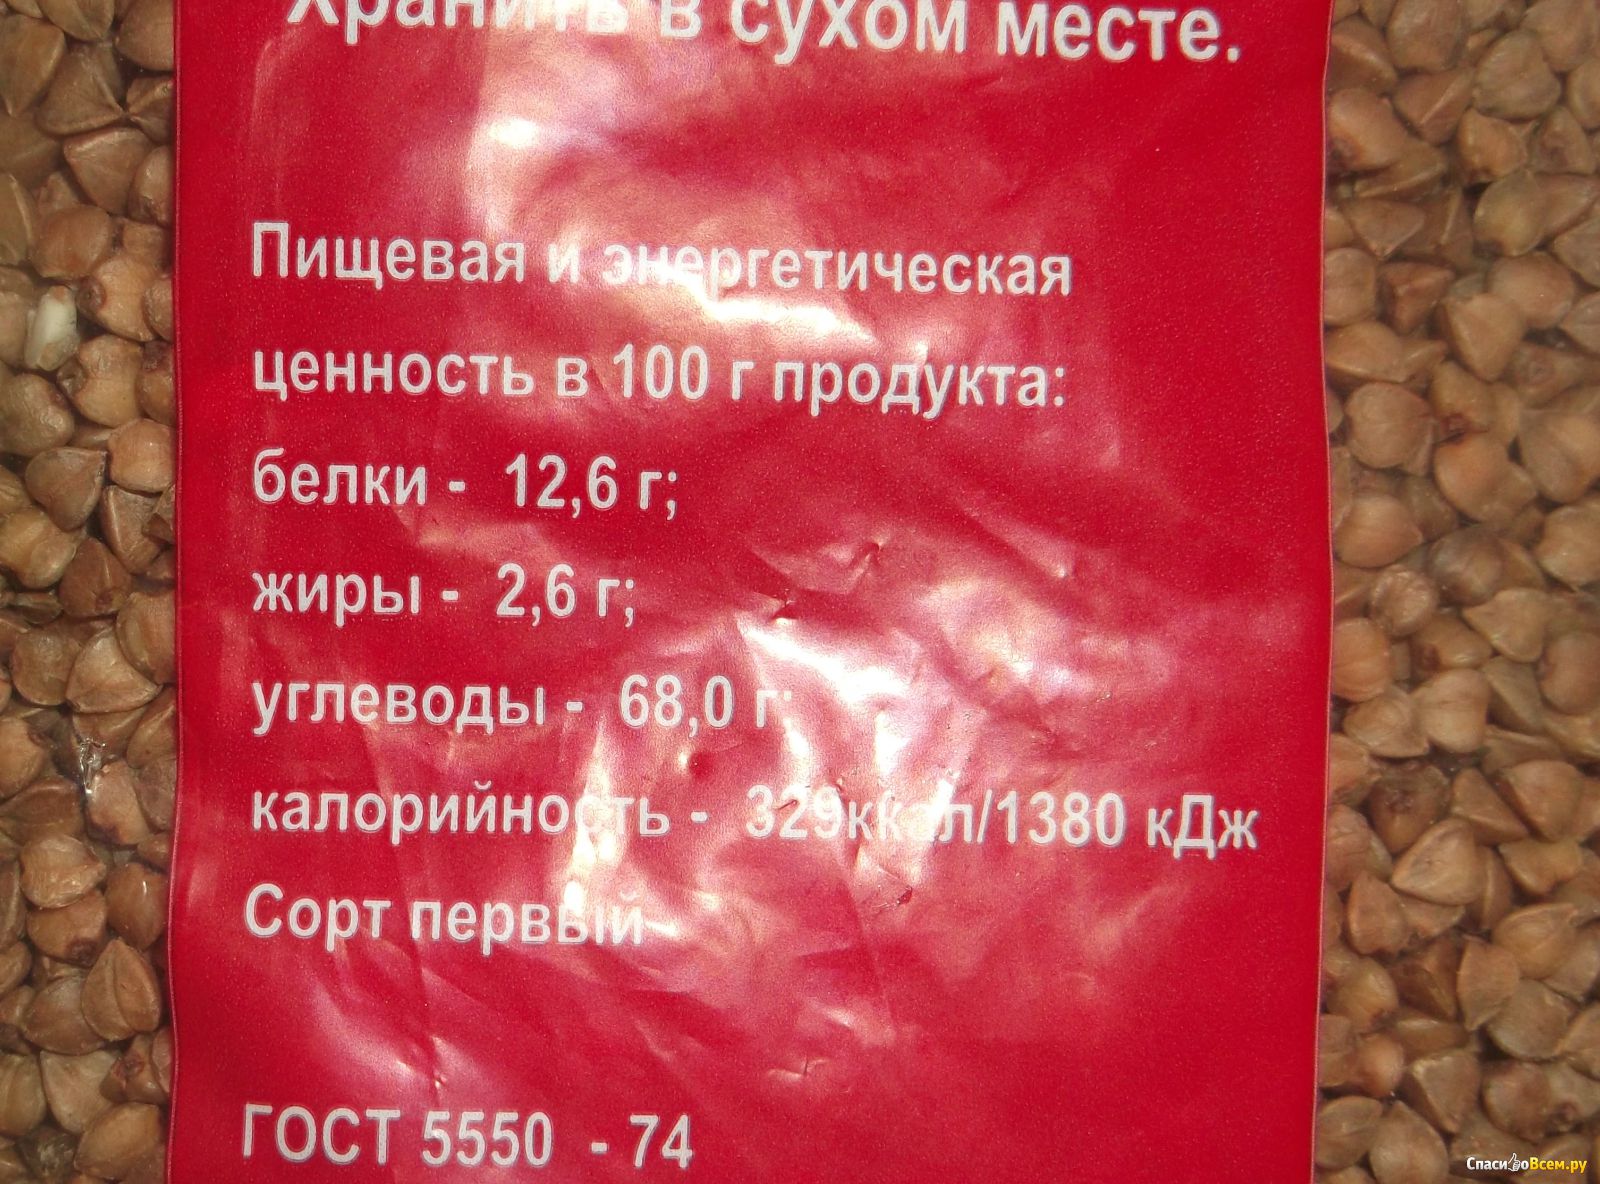 Хранить в сухом месте.
Пищевая и энергетическая
ценность в 100 г продукта:
белки - 12,6 г;
жиры - 2,6 г;
углеводы - 68,0 г;
калорийность - 329ккал/1380 кДж
Сорт первый
ГОСТ 5550 - 74
СпасибоВсем.ру